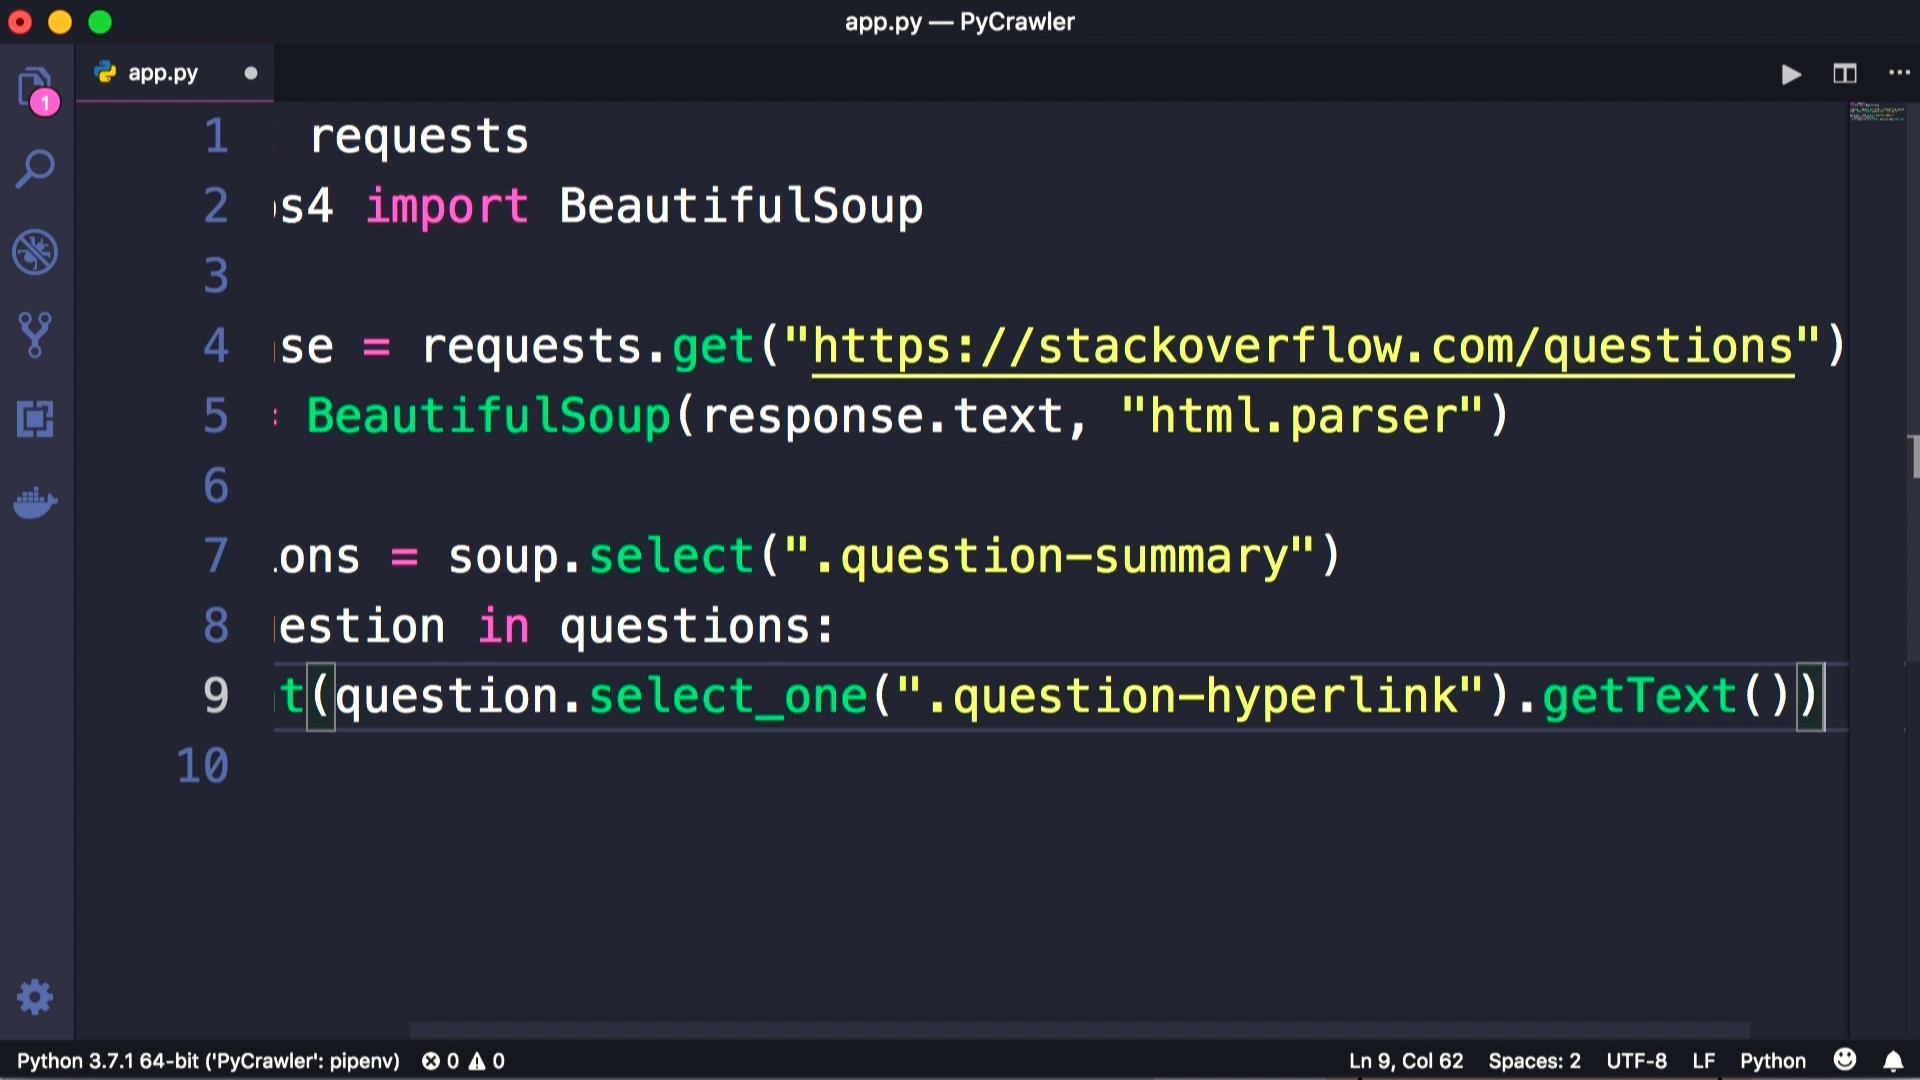 app.py — PyCrawler
app.py
1
1 requests
2 s4 import BeautifulSoup
3
4 se = requests.get("https://stackoverflow.com/questions")
5 BeautifulSoup(response.text, "html.parser")
6
7 ons = soup.select(".question-summary")
8 estion in questions:
9 t(question.select_one(".question-hyperlink").getText())
10
Python 3.7.1 64-bit ('PyCrawler': pipenv) 0 0 Ln 9, Col 62 Spaces: 2 UTF-8 LF Python